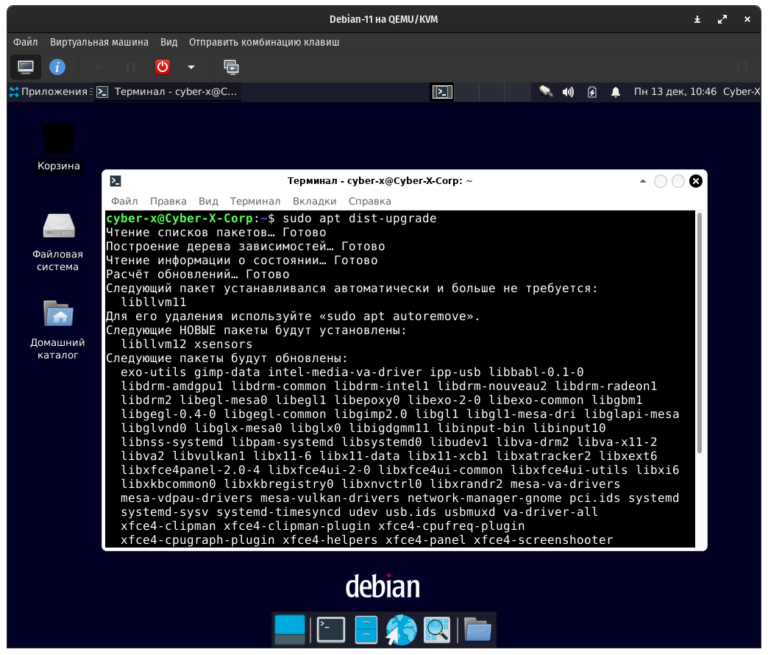 Debian-11 на QEMU/KVM
Файл Виртуальная машина Вид Отправить комбинацию клавиш
Приложения Терминал - cyber-x@C... Пн 13 дек, 10:46 Cyber-X
Корзина
Файловая
система
Домашний
каталог
Терминал - cyber-x@Cyber-X-Corp: ~
Файл Правка Вид Терминал Вкладки Справка
cyber-x@Cyber-X-Corp:~$ sudo apt dist-upgrade
Чтение списков пакетов… Готово
Построение дерева зависимостей… Готово
Чтение информации о состоянии… Готово
Расчёт обновлений… Готово
Следующий пакет устанавливался автоматически и больше не требуется:
libllvm11
Для его удаления используйте «sudo apt autoremove».
Следующие НОВЫЕ пакеты будут установлены:
libllvm12 xsensors
Следующие пакеты будут обновлены:
exo-utils gimp-data intel-media-va-driver ipp-usb libbabl-0.1-0
libdrm-amdgpu1 libdrm-common libdrm-intel1 libdrm-nouveau2 libdrm-radeon1
libdrm2 libegl-mesa0 libegl1 libepoxy0 libexo-2-0 libexo-common libgbm1
libgegl-0.4-0 libgegl-common libgimp2.0 libgl1 libgl1-mesa-dri libglapi-mesa
libglvnd0 libglx-mesa0 libglx0 libigdgmm11 libinput-bin libinput10
libnss-systemd libpam-systemd libsystemd0 libudev1 libva-drm2 libva-x11-2
libva2 libvulkan1 libx11-6 libx11-data libx11-xcb1 libxatracker2 libxext6
libxfce4panel-2.0-4 libxfce4ui-2-0 libxfce4ui-common libxfce4ui-utils libxi6
libxkbcommon0 libxkbregistry0 libxnvctrl0 libxrandr2 mesa-va-drivers
mesa-vdpau-drivers mesa-vulkan-drivers network-manager-gnome pci.ids systemd
systemd-sysv systemd-timesyncd udev usb.ids usbmuxd va-driver-all
xfce4-clipman xfce4-clipman-plugin xfce4-cpufreq-plugin
xfce4-cpugraph-plugin xfce4-helpers xfce4-panel xfce4-screenshooter
debian